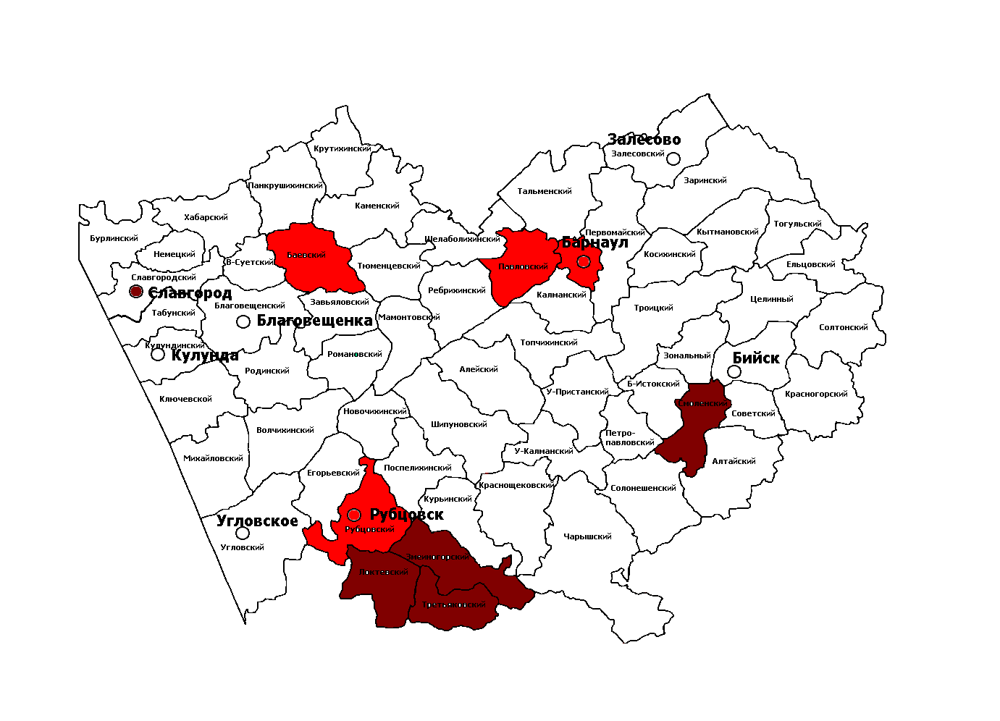 Залесово
Крутихинский
Залесовский
Заринский
Панкрушихинский
Тальменский
Каменский
Хабарский
Тогульский
Первомайский
Кытмановский
Бурлинский
Шелаболихинский
Барнаул
Немецкий
Баевский
Косихинский
В-Суетский
Тюменцевский
Павловский
Ельцовский
Славгородский
Ребрихинский
Калманский
Славгород
Целинный
Завьяловский
Благовещенский
Троицкий
Табунский
Благовещенка
Мамонтовский
Солтонский
Топчихинский
Кулундинский
Кулунда
Романовский
Зональный
Бийск
Родинский
Алейский
Б-Истокский
У-Пристанский
Красногорский
Ключевской
Смоленский
Новочихинский
Советский
Шипуновский
Волчихинский
Петро-
павловский
У-Калманский
Михайловский
Алтайский
Поспелихинский
Егорьевский
Краснощековский
Солонешенский
Курьинский
Рубцовск
Угловское
Рубцовский
Чарышский
Угловский
Змеиногорский
Локтевский
Третьяковский